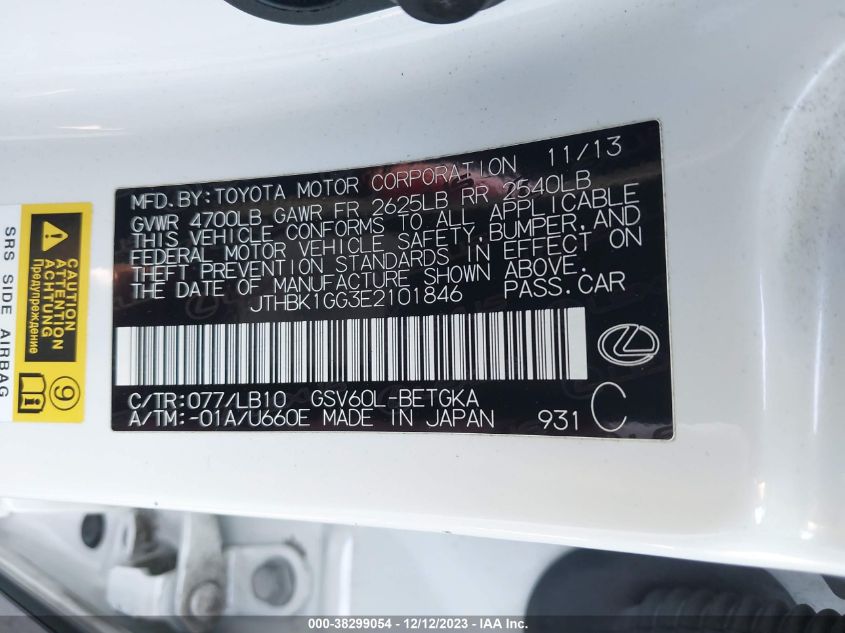 MFD. BY: TOYOTA MOTOR CORPORATION 11/13
GVWR 4700LB GAWR FR 2625LB RR 2540LB
THIS VEHICLE CONFORMS TO ALL APPLICABLE
FEDERAL MOTOR VEHICLE SAFETY, BUMPER, AND
THEFT PREVENTION STANDARDS IN EFFECT ON
THE DATE OF MANUFACTURE SHOWN ABOVE.
JTHBK1GG3E2101846 PASS. CAR
C/TR:077/LB10 GSV60L-BETGKA
A/TM:-01A/U660E MADE IN JAPAN 931 C
SRS SIDE AIRBAG
CAUTION
ATTENTION
ACHTUNG
Предупреждение
9
000-38299054 - 12/12/2023 - IAA Inc.